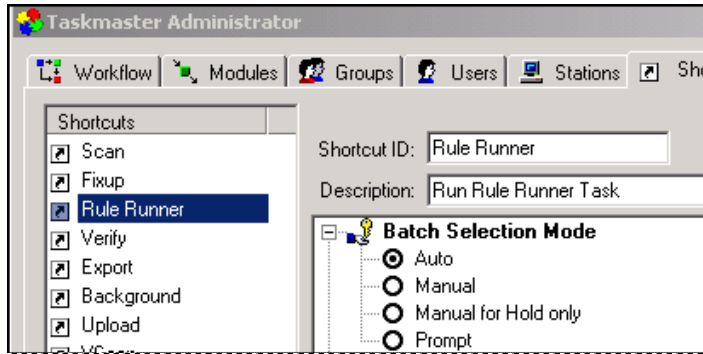 Taskmaster Administrator
Workflow Modules Groups Users Stations
Shortcuts
Scan
Fixup
Rule Runner
Verify
Export
Background
Upload
Shortcut ID: Rule Runner
Description: Run Rule Runner Task
Batch Selection Mode
Auto
Manual
Manual for Hold only
Prompt